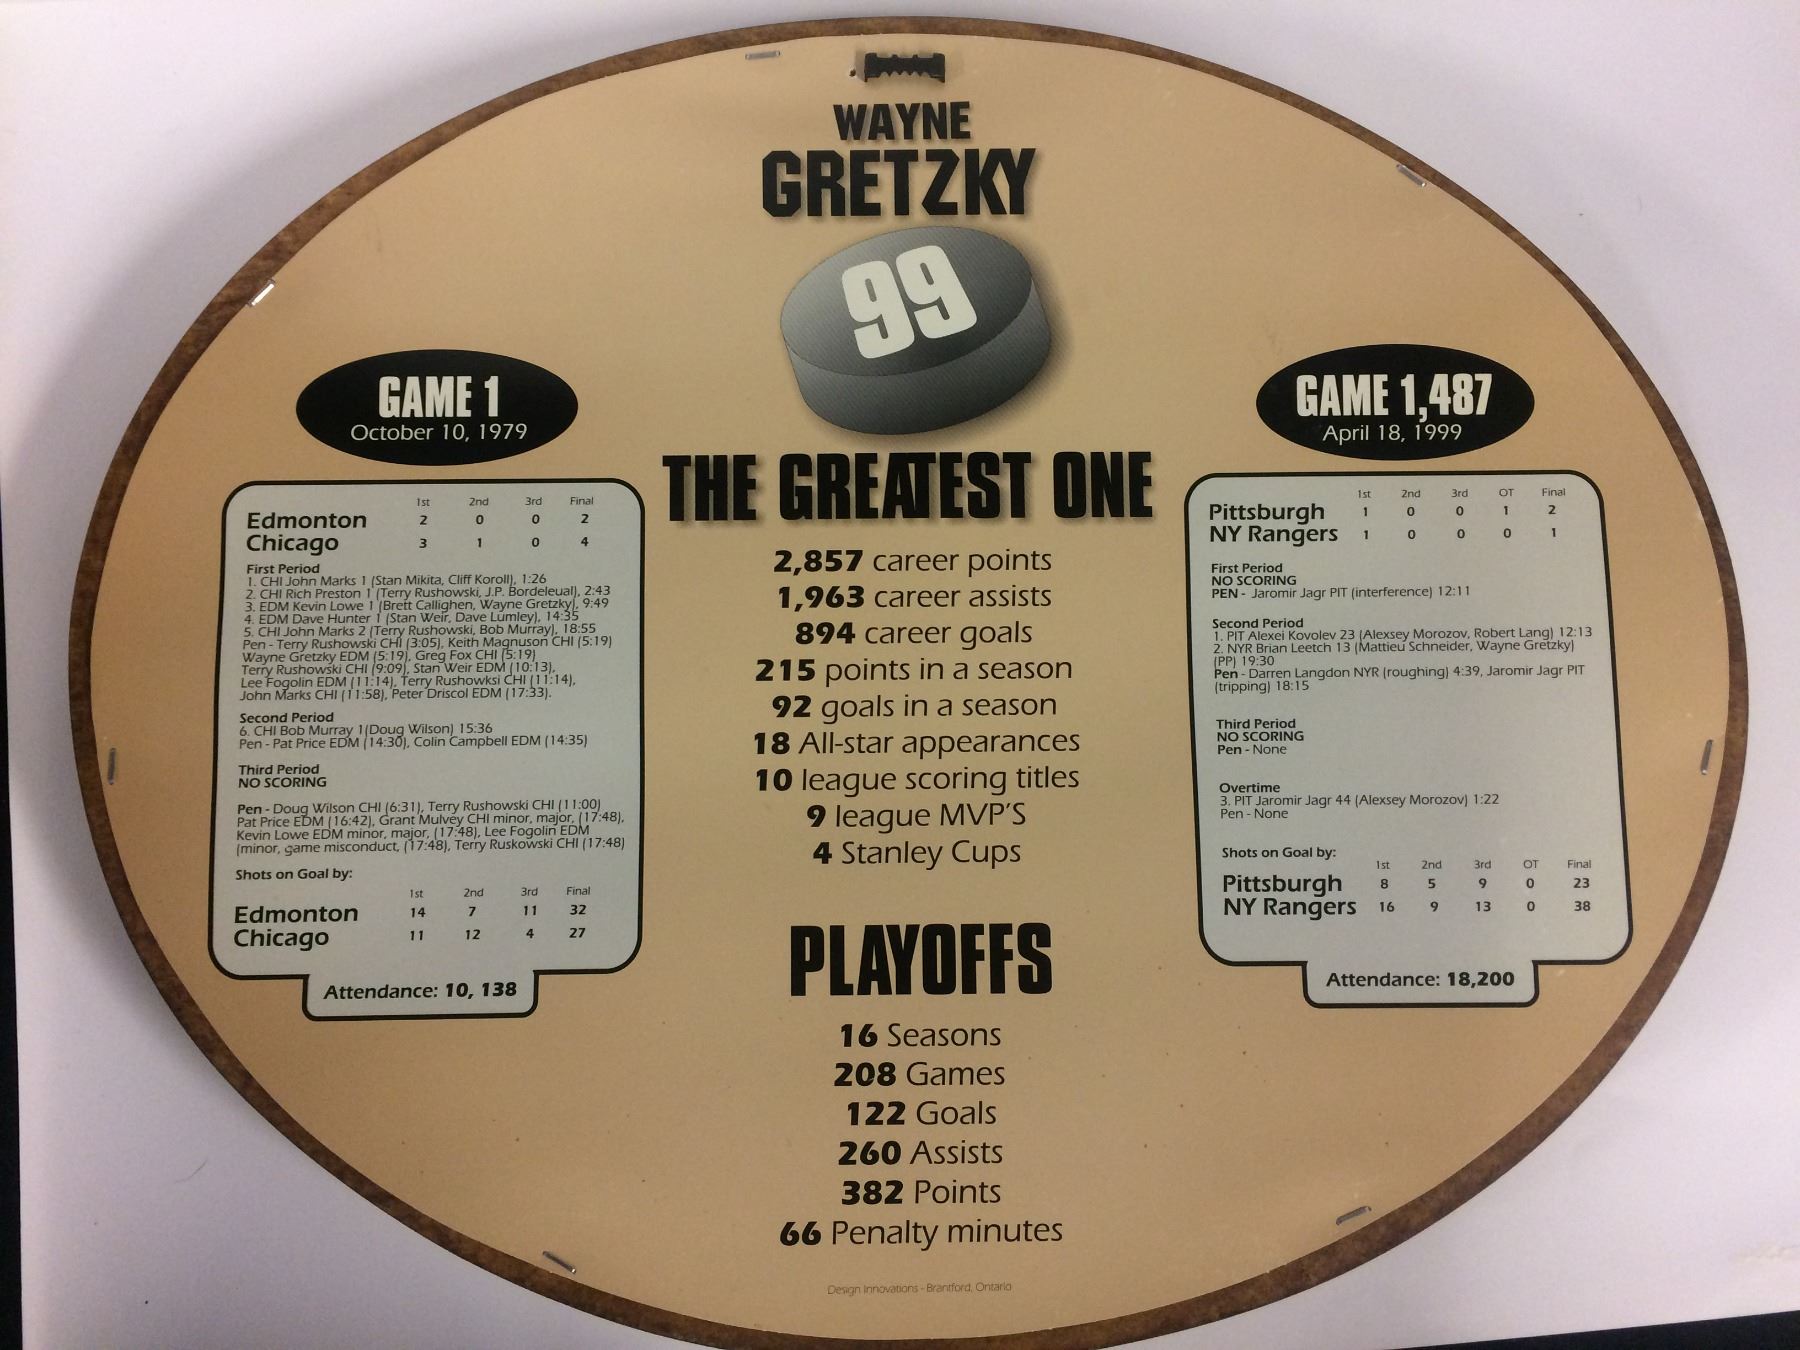 WAYNE
GRETZKY
99
GAME 1
October 10, 1979
1st 2nd 3rd Final
Edmonton 2 0 0 2
Chicago 3 1 0 4
First Period
1. CHI John Marks 1 (Stan Mikita, Cliff Koroll), 1:26
2. CHI Rich Preston 1 (Terry Rushowski, J.P. Bordeleual), 2:43
3. EDM Kevin Lowe 1 (Brett Callighen, Wayne Gretzky), 9:49
4. EDM Dave Hunter 1 (Stan Weir, Dave Lumley), 14:35
5. CHI John Marks 2 (Terry Rushowski, Bob Murray), 18:55
Pen - Terry Rushowski CHI (3:05), Keith Magnuson CHI (5:19)
Wayne Gretzky EDM (5:19), Greg Fox CHI (5:19)
Terry Rushowski CHI (9:09), Stan Weir EDM (10:13),
Lee Fogolin EDM (11:14), Terry Rushowksi CHI (11:14),
John Marks CHI (11:58), Peter Driscol EDM (17:33).
Second Period
6. CHI Bob Murray 1(Doug Wilson) 15:36
Pen - Pat Price EDM (14:30), Colin Campbell EDM (14:35)
Third Period
NO SCORING
Pen - Doug Wilson CHI (6:31), Terry Rushowski CHI (11:00)
Pat Price EDM (16:42), Grant Mulvey CHI minor, major, (17:48),
Kevin Lowe EDM minor, major, (17:48), Lee Fogolin EDM
(minor, game misconduct, (17:48), Terry Ruskowski CHI (17:48)
Shots on Goal by:
1st 2nd 3rd Final
Edmonton 14 7 11 32
Chicago 11 12 4 27
Attendance: 10, 138
THE GREATEST ONE
2,857 career points
1,963 career assists
894 career goals
215 points in a season
92 goals in a season
18 All-star appearances
10 league scoring titles
9 league MVP'S
4 Stanley Cups
PLAYOFFS
16 Seasons
208 Games
122 Goals
260 Assists
382 Points
66 Penalty minutes
Design Innovations - Brantford, Ontario
GAME 1,487
April 18, 1999
1st 2nd 3rd OT Final
Pittsburgh 1 0 0 1 2
NY Rangers 1 0 0 0 1
First Period
NO SCORING
PEN - Jaromir Jagr PIT (interference) 12:11
Second Period
1. PIT Alexei Kovolev 23 (Alexsey Morozov, Robert Lang) 12:13
2. NYR Brian Leetch 13 (Mattieu Schneider, Wayne Gretzky)
(PP) 19:30
Pen - Darren Langdon NYR (roughing) 4:39, Jaromir Jagr PIT
(tripping) 18:15
Third Period
NO SCORING
Pen - None
Overtime
3. PIT Jaromir Jagr 44 (Alexsey Morozov) 1:22
Pen - None
Shots on Goal by:
1st 2nd 3rd OT Final
Pittsburgh 8 5 9 0 23
NY Rangers 16 9 13 0 38
Attendance: 18,200